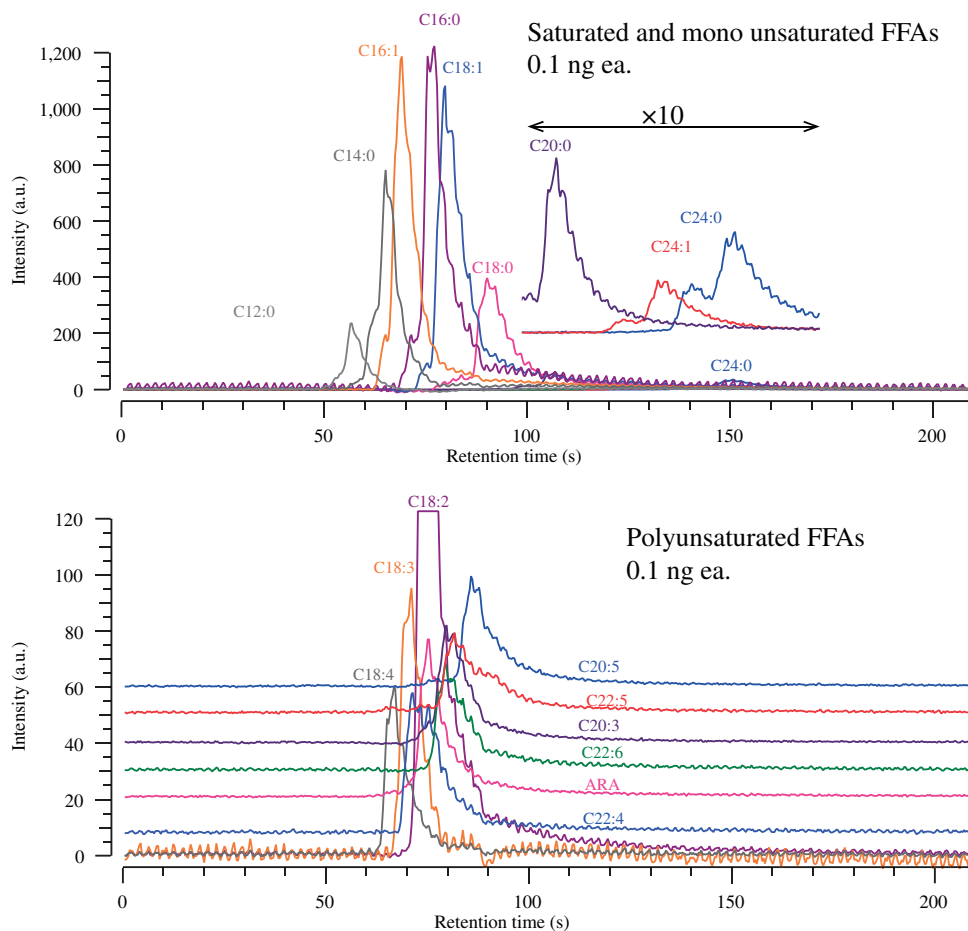 C16:0
Saturated and mono unsaturated FFAs
0.1 ng ea.
C16:1
C18:1
1,200
1,000
×10
C20:0
C14:0
800
C24:0
600
C24:1
C18:0
400
C12:0
200
C24:0
0
Intensity (a.u.)
0 50 100 150 200
Retention time (s)
C18:2
120
Polyunsaturated FFAs
0.1 ng ea.
C18:3
100
80
C18:4
C20:5
60
C22:5
C20:3
40
C22:6
ARA
20
C22:4
0
Intensity (a.u.)
0 50 100 150 200
Retention time (s)